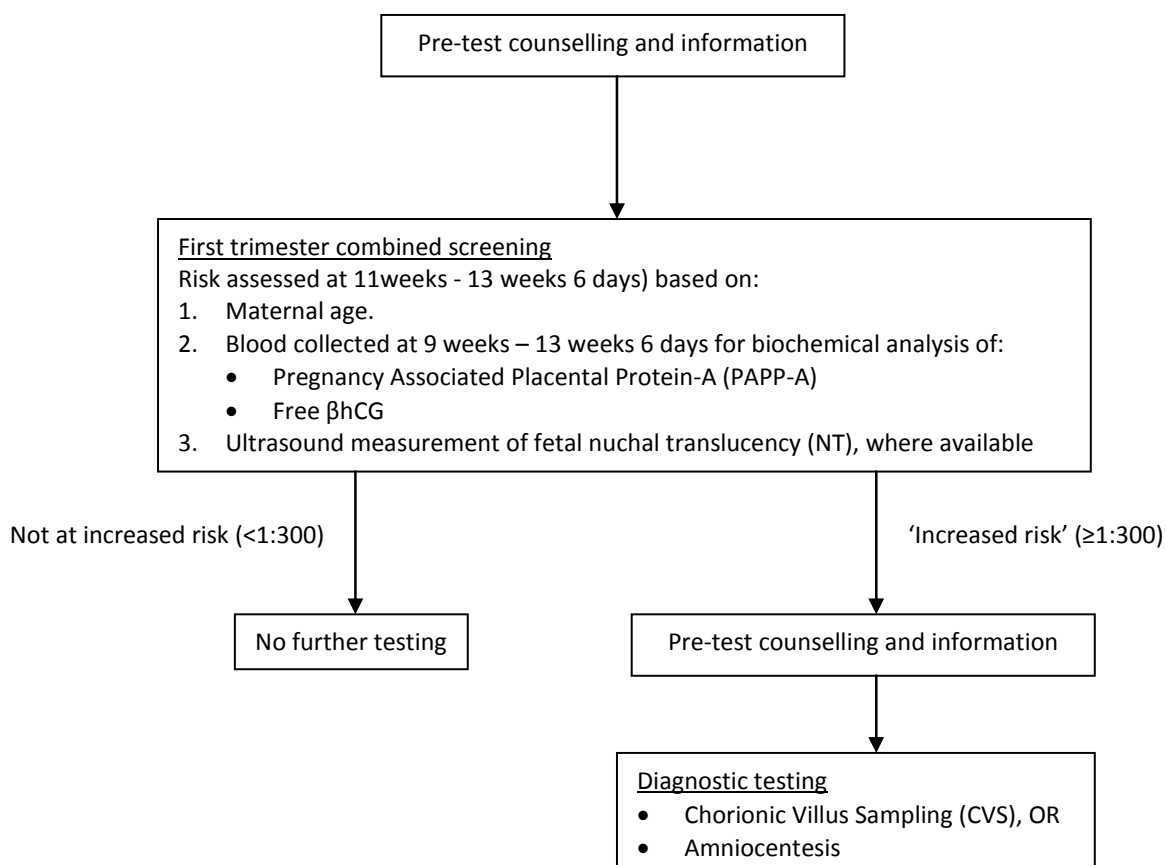 Pre-test counselling and information
First trimester combined screening
Risk assessed at 11weeks - 13 weeks 6 days) based on:
1. Maternal age.
2. Blood collected at 9 weeks – 13 weeks 6 days for biochemical analysis of:
• Pregnancy Associated Placental Protein-A (PAPP-A)
• Free βhCG
3. Ultrasound measurement of fetal nuchal translucency (NT), where available
Not at increased risk (<1:300)
‘Increased risk’ (≥1:300)
No further testing
Pre-test counselling and information
Diagnostic testing
• Chorionic Villus Sampling (CVS), OR
• Amniocentesis